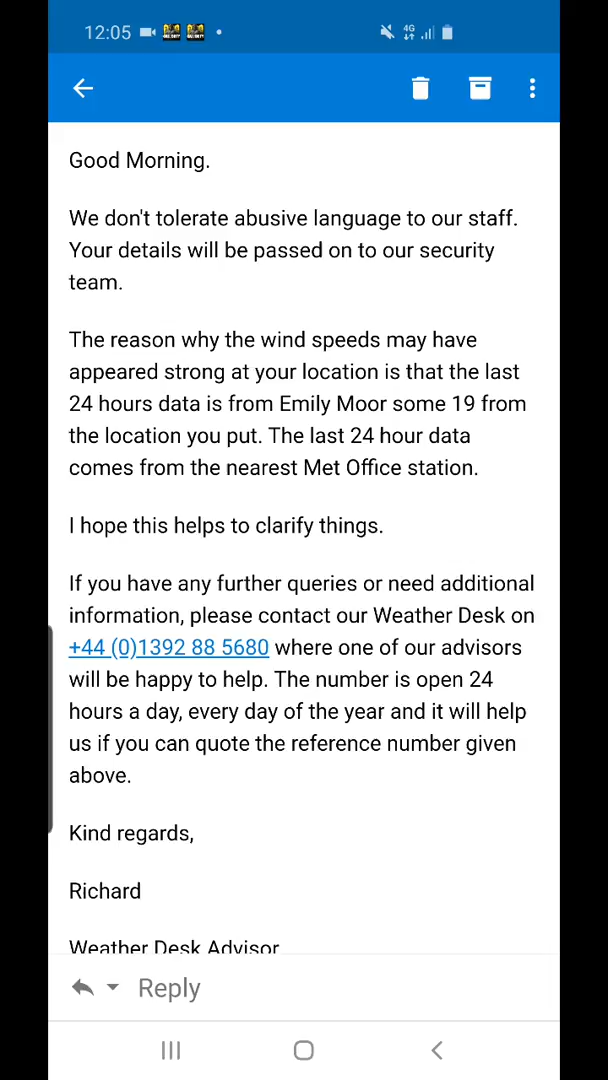 12:05
4G
Good Morning.
We don't tolerate abusive language to our staff.
Your details will be passed on to our security
team.
The reason why the wind speeds may have
appeared strong at your location is that the last
24 hours data is from Emily Moor some 19 from
the location you put. The last 24 hour data
comes from the nearest Met Office station.
I hope this helps to clarify things.
If you have any further queries or need additional
information, please contact our Weather Desk on
+44 (0)1392 88 5680 where one of our advisors
will be happy to help. The number is open 24
hours a day, every day of the year and it will help
us if you can quote the reference number given
above.
Kind regards,
Richard
Weather Desk Advisor
Reply